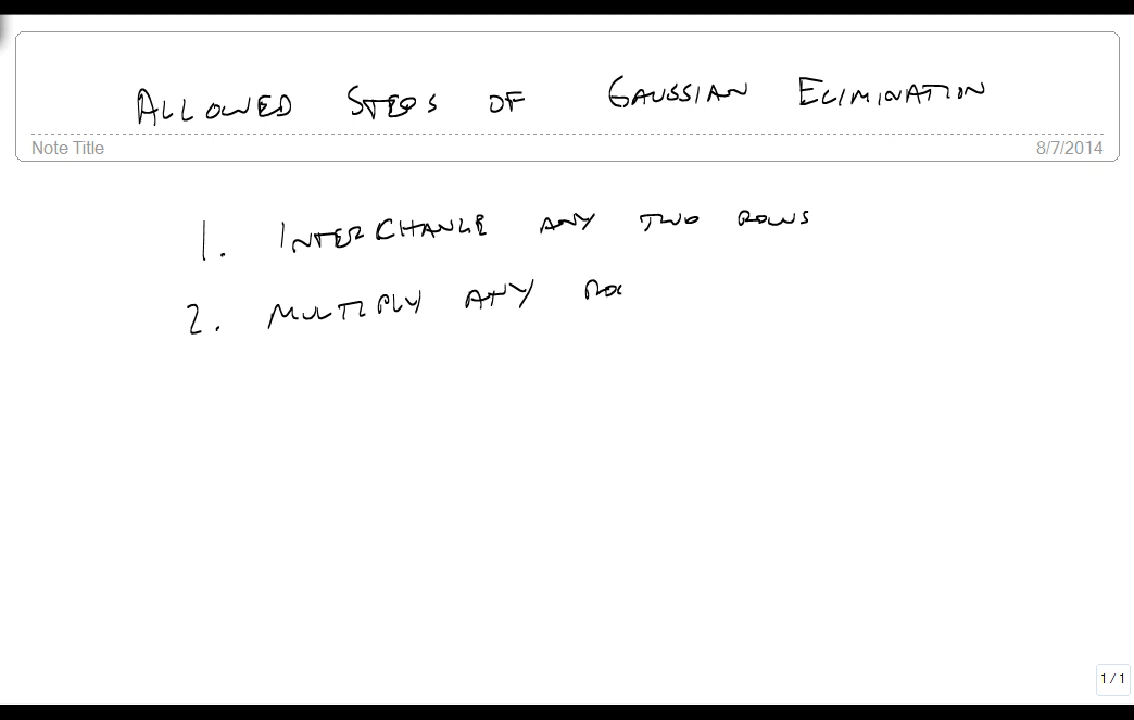 ALLOWED STEPS OF GAUSSIAN ELIMINATION
Note Title 8/7/2014
1. INTERCHANGE ANY TWO ROWS
2. MULTIPLY ANY RO
1/1